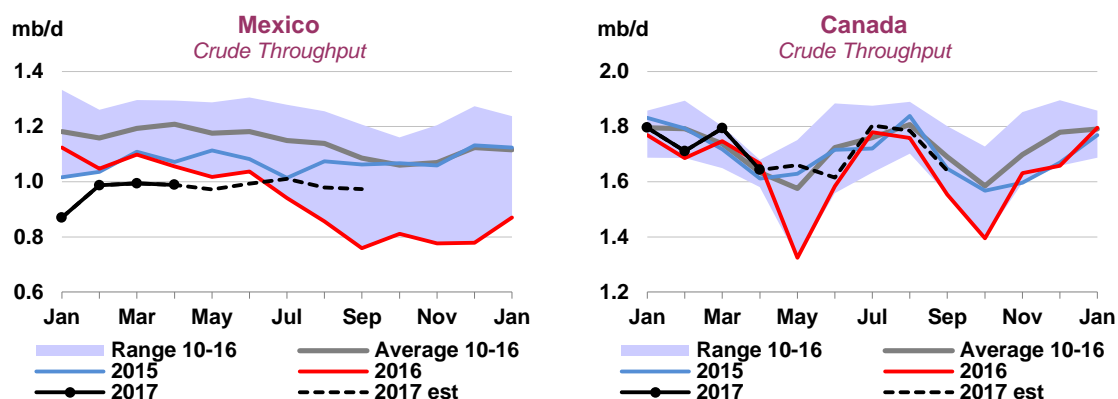 mb/d
Mexico
Crude Throughput
1.4
1.2
1.0
0.8
0.6
Jan Mar May Jul Sep Nov Jan
Range 10-16 Average 10-16
2015 2016
2017 2017 est
mb/d
Canada
Crude Throughput
2.0
1.8
1.6
1.4
1.2
Jan Mar May Jul Sep Nov Jan
Range 10-16 Average 10-16
2015 2016
2017 2017 est